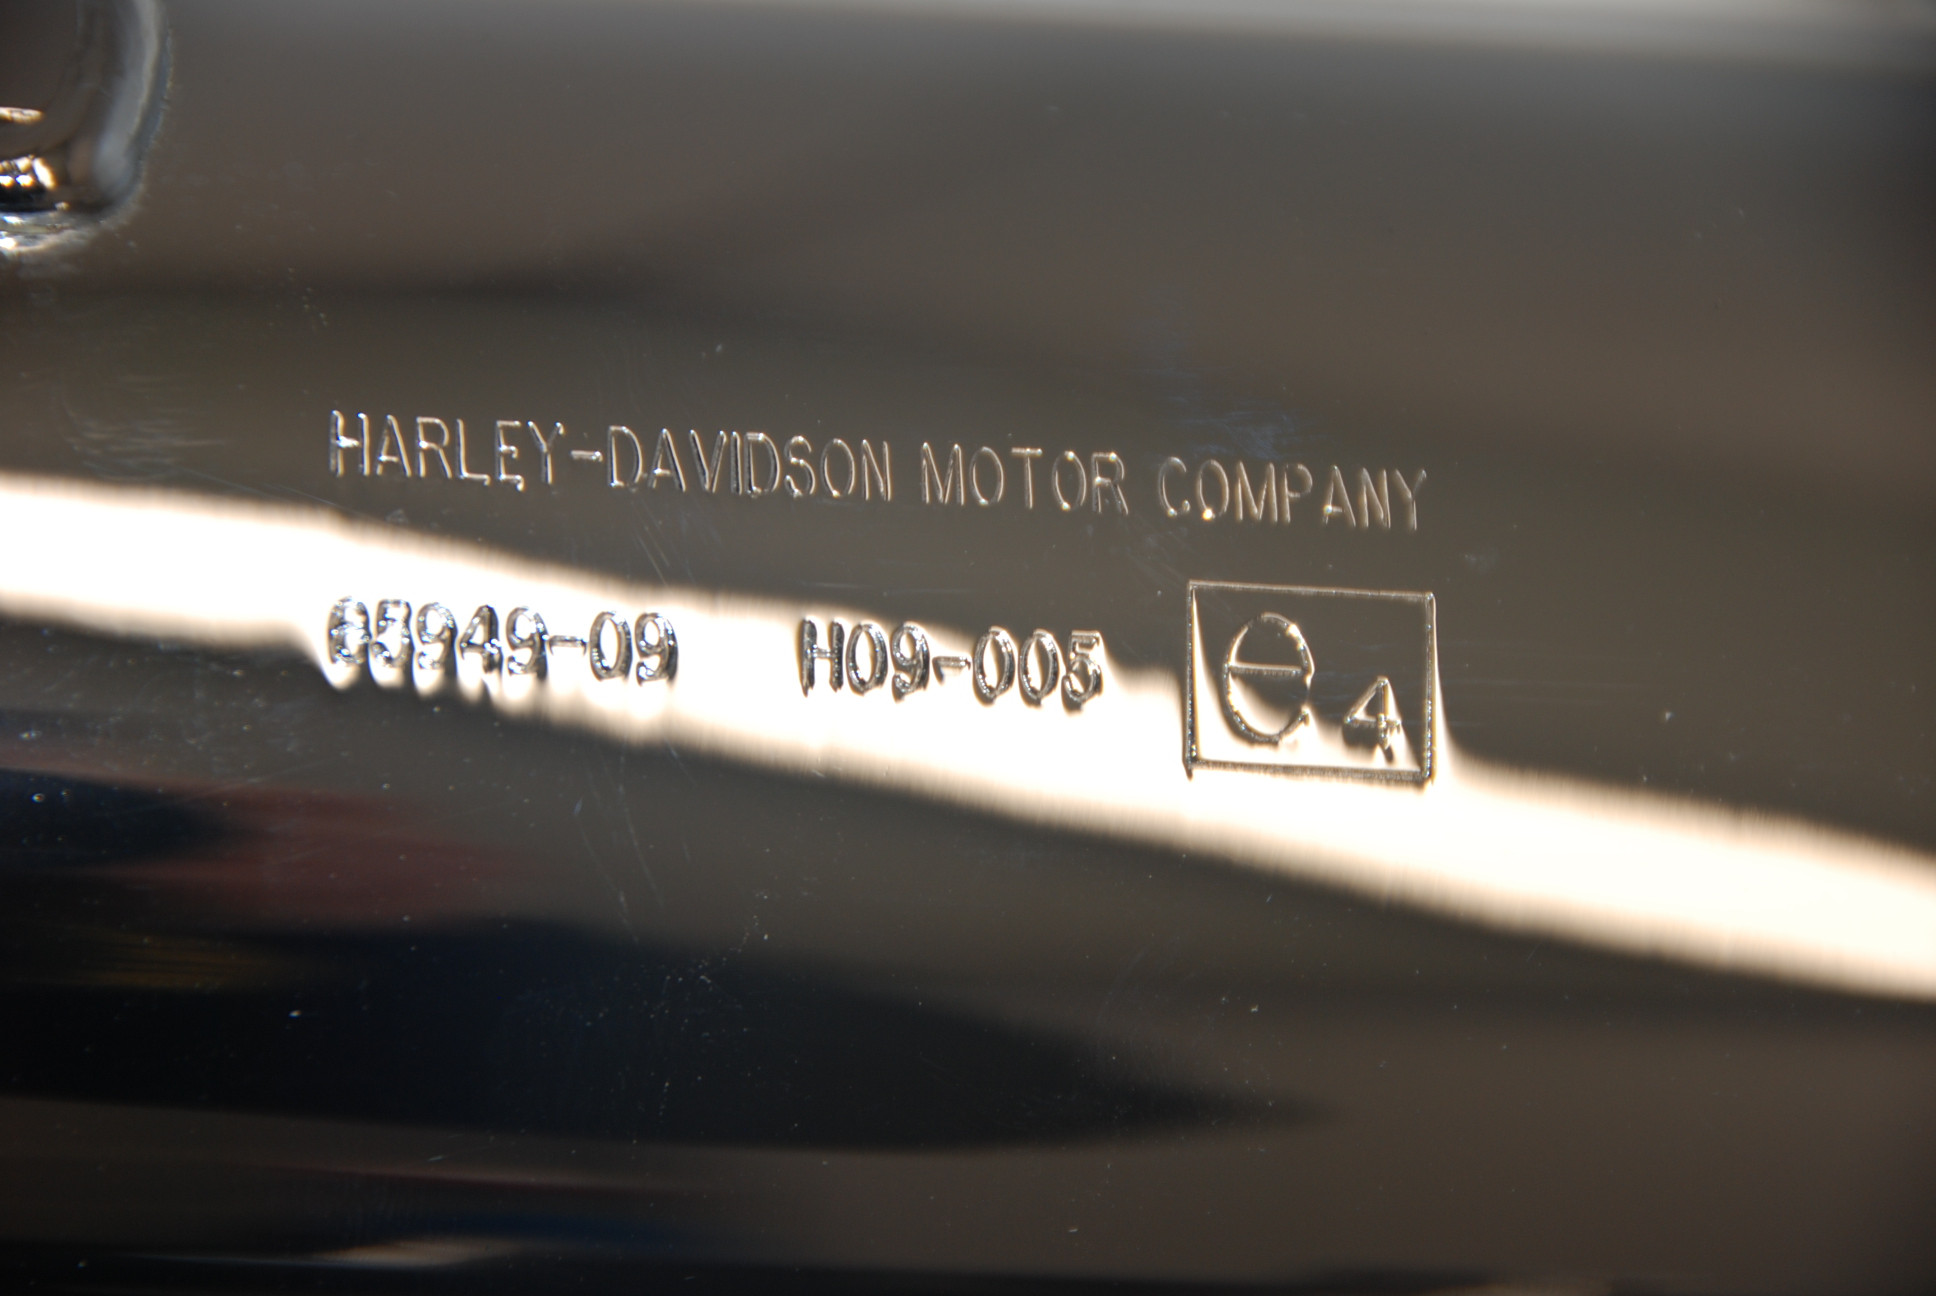 HARLEY-DAVIDSON MOTOR COMPANY
65949-09 H09-005 e4